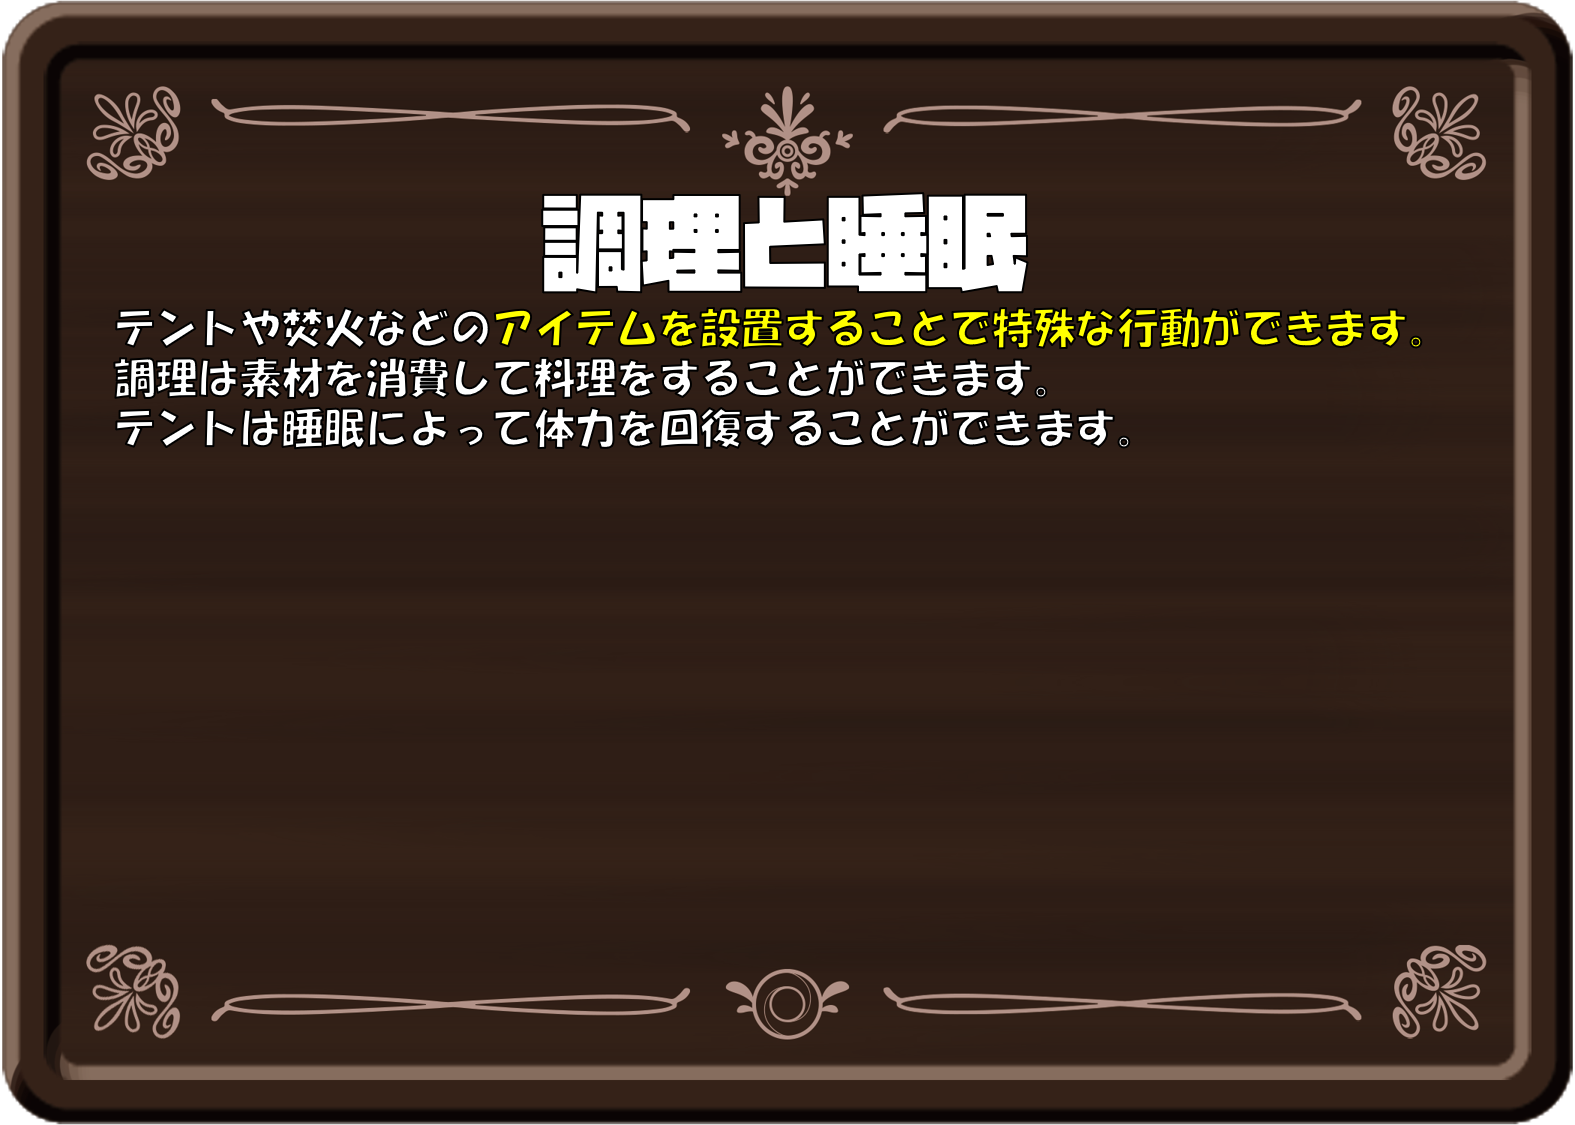 調理と睡眠
テントや焚火などのアイテムを設置することで特殊な行動ができます。
調理は素材を消費して料理をすることができます。
テントは睡眠によって体力を回復することができます。